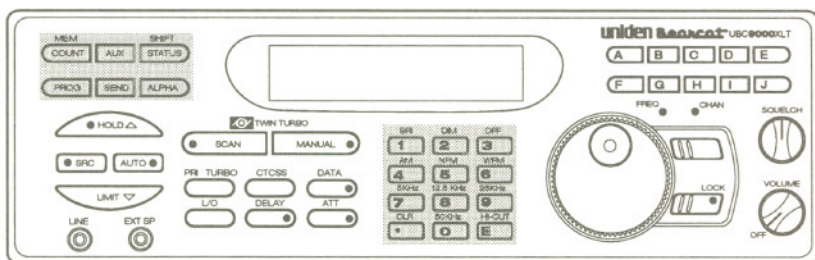 MEM SHIFT
COUNT AUX STATUS
PROG SEND ALPHA
uniden Bearcat UBC9000XLT
A B C D E
F G H I J
FREQ CHAN
SQUELCH
HOLD
TWIN TURBO
SCAN MANUAL
SRC AUTO
PRI TURBO CTCSS DATA
L/O DELAY ATT
LIMIT
LINE EXT SP
PRI DIM OFF
1 2 3
AM NFM WFM
4 5 6
5KHz 12.5 KHz 25KHz
7 8 9
CLR 50KHz HI-CUT
. 0 E
LOCK
VOLUME
OFF